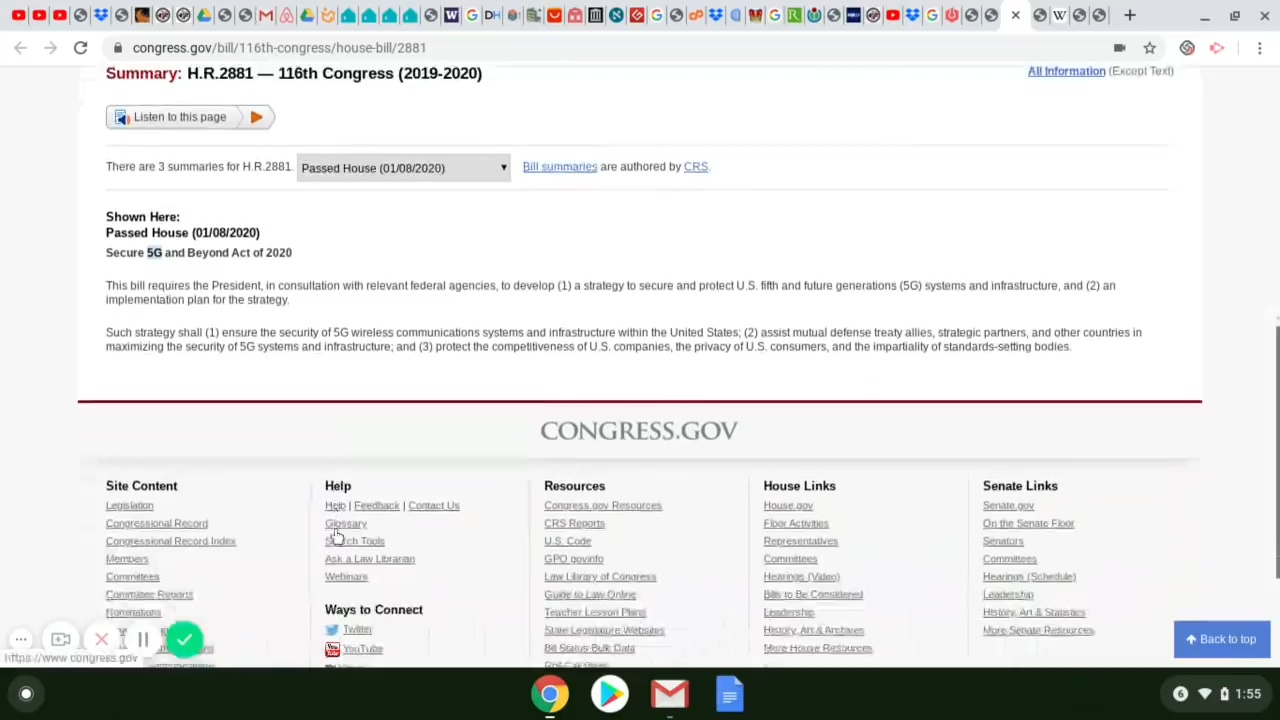 congress.gov/bill/116th-congress/house-bill/2881
Summary: H.R.2881 — 116th Congress (2019-2020)
All Information (Except Text)
Listen to this page
There are 3 summaries for H.R.2881. Passed House (01/08/2020) Bill summaries are authored by CRS.
Shown Here:
Passed House (01/08/2020)
Secure 5G and Beyond Act of 2020
This bill requires the President, in consultation with relevant federal agencies, to develop (1) a strategy to secure and protect U.S. fifth and future generations (5G) systems and infrastructure, and (2) an
implementation plan for the strategy.
Such strategy shall (1) ensure the security of 5G wireless communications systems and infrastructure within the United States; (2) assist mutual defense treaty allies, strategic partners, and other countries in
maximizing the security of 5G systems and infrastructure; and (3) protect the competitiveness of U.S. companies, the privacy of U.S. consumers, and the impartiality of standards-setting bodies.
CONGRESS.GOV
Site Content
Legislation
Congressional Record
Congressional Record Index
Members
Committees
Committee Reports
Nominations
Help
Help | Feedback | Contact Us
Glossary
Tools
Ask a Law Librarian
Webinars
Ways to Connect
Twitter
YouTube
Resources
Congress.gov Resources
CRS Reports
U.S. Code
GPO govinfo
Law Library of Congress
Guide to Law Online
Teacher Lesson Plans
State Legislature Websites
Bill Status Bulk Data
House Links
House.gov
Floor Activities
Representatives
Committees
Hearings (Video)
Bills to Be Considered
Leadership
History, Art & Archives
More House Resources
Senate Links
Senate.gov
On the Senate Floor
Senators
Committees
Hearings (Schedule)
Leadership
History, Art & Statistics
More Senate Resources
Back to top
https://www.congress.gov
6 1:55